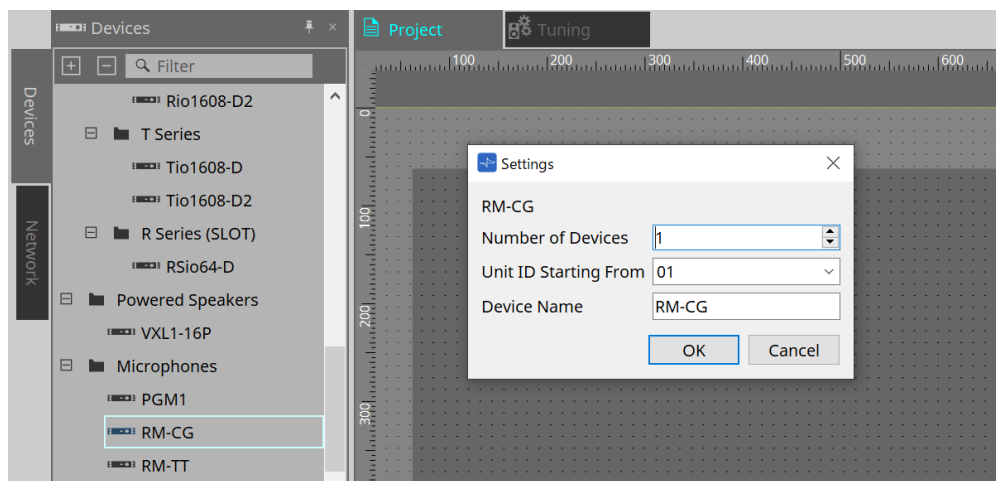 Devices
Filter
Devices
Network
Rio1608-D2
T Series
Tio1608-D
Tio1608-D2
R Series (SLOT)
RSio64-D
Powered Speakers
VXL1-16P
Microphones
PGM1
RM-CG
RM-TT
Project
Tuning
100 200 300 400 500 600
0
100
200
300
Settings
RM-CG
Number of Devices 1
Unit ID Starting From 01
Device Name RM-CG
OK Cancel